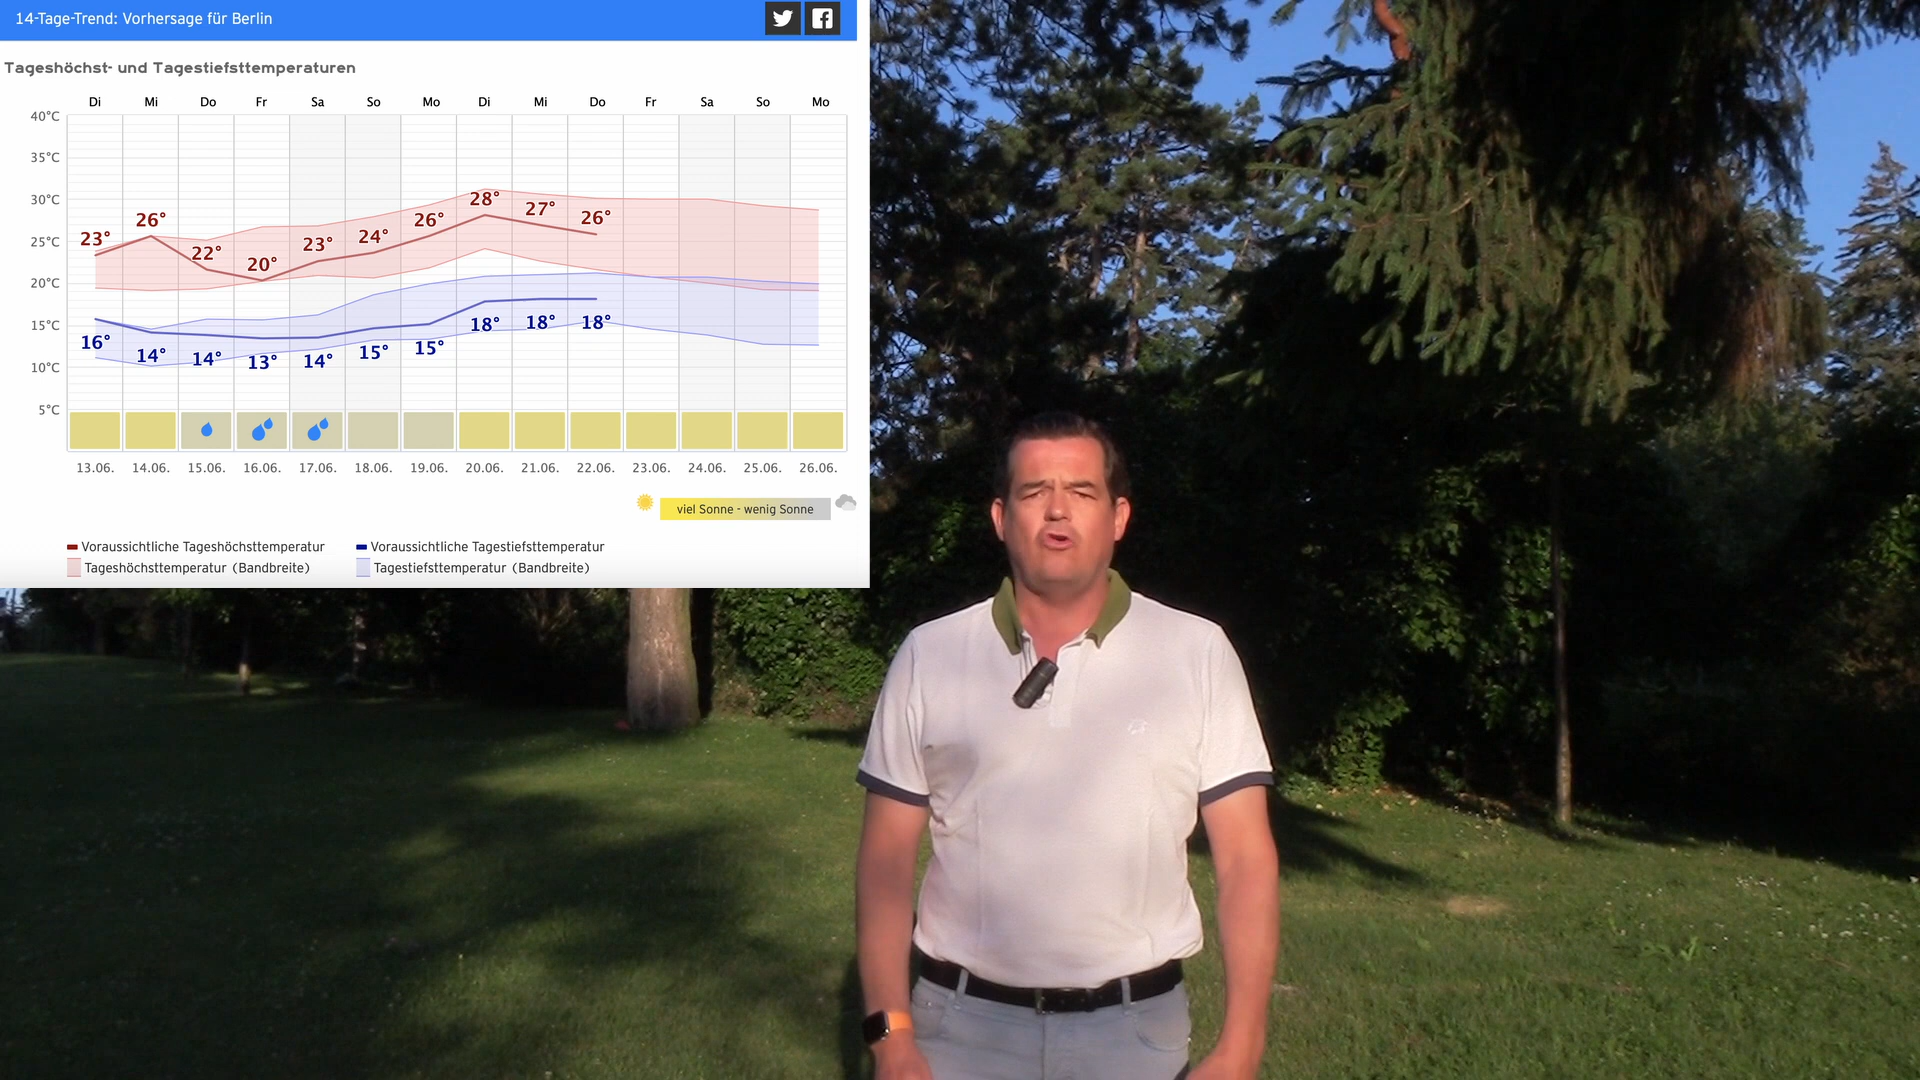 14-Tage-Trend: Vorhersage für Berlin
Tageshöchst- und Tagestiefsttemperaturen
Di Mi Do Fr Sa So Mo Di Mi Do Fr Sa So Mo
40°C
35°C
30°C
25°C
20°C
15°C
10°C
5°C
23° 26° 22° 20° 23° 24° 26° 28° 27° 26°
16° 14° 14° 13° 14° 15° 15° 18° 18° 18°
13.06. 14.06. 15.06. 16.06. 17.06. 18.06. 19.06. 20.06. 21.06. 22.06. 23.06. 24.06. 25.06. 26.06.
viel Sonne - wenig Sonne
Voraussichtliche Tageshöchsttemperatur Voraussichtliche Tagestiefsttemperatur
Tageshöchsttemperatur (Bandbreite) Tagestiefsttemperatur (Bandbreite)